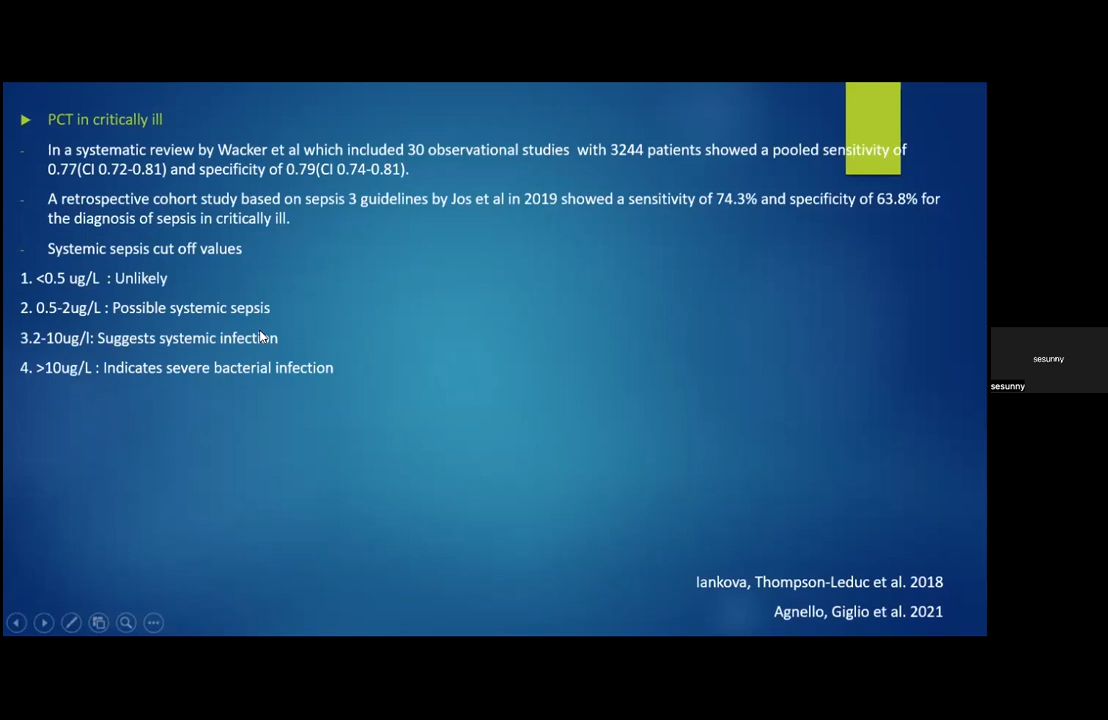 PCT in critically ill
- In a systematic review by Wacker et al which included 30 observational studies with 3244 patients showed a pooled sensitivity of
0.77(CI 0.72-0.81) and specificity of 0.79(CI 0.74-0.81).
- A retrospective cohort study based on sepsis 3 guidelines by Jos et al in 2019 showed a sensitivity of 74.3% and specificity of 63.8% for
the diagnosis of sepsis in critically ill.
- Systemic sepsis cut off values
1. <0.5 ug/L : Unlikely
2. 0.5-2ug/L : Possible systemic sepsis
3.2-10ug/l: Suggests systemic infection
4. >10ug/L : Indicates severe bacterial infection
Iankova, Thompson-Leduc et al. 2018
Agnello, Giglio et al. 2021
sesunny
sesunny